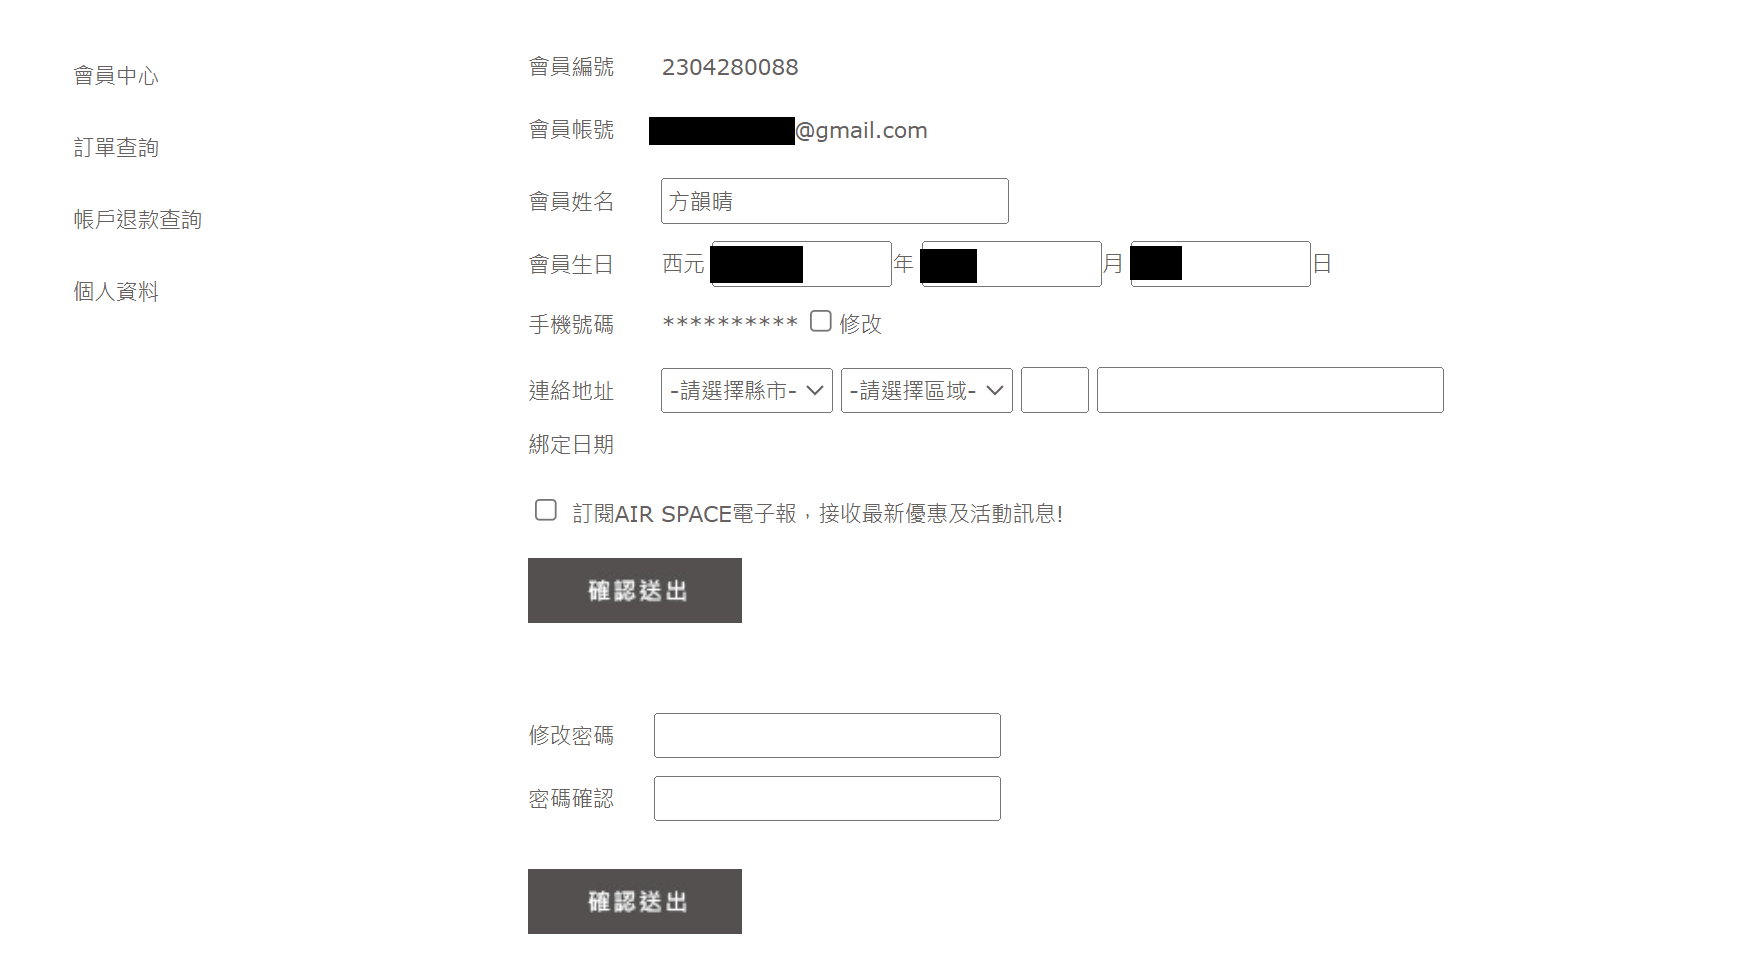 會員中心
訂單查詢
帳戶退款查詢
個人資料
會員編號 2304280088
會員帳號 @gmail.com
會員姓名 方韻晴
會員生日 西元 年 月 日
手機號碼 ********** 修改
連絡地址 -請選擇縣市- -請選擇區域-
綁定日期
訂閱AIR SPACE電子報，接收最新優惠及活動訊息!
確認送出
修改密碼
密碼確認
確認送出